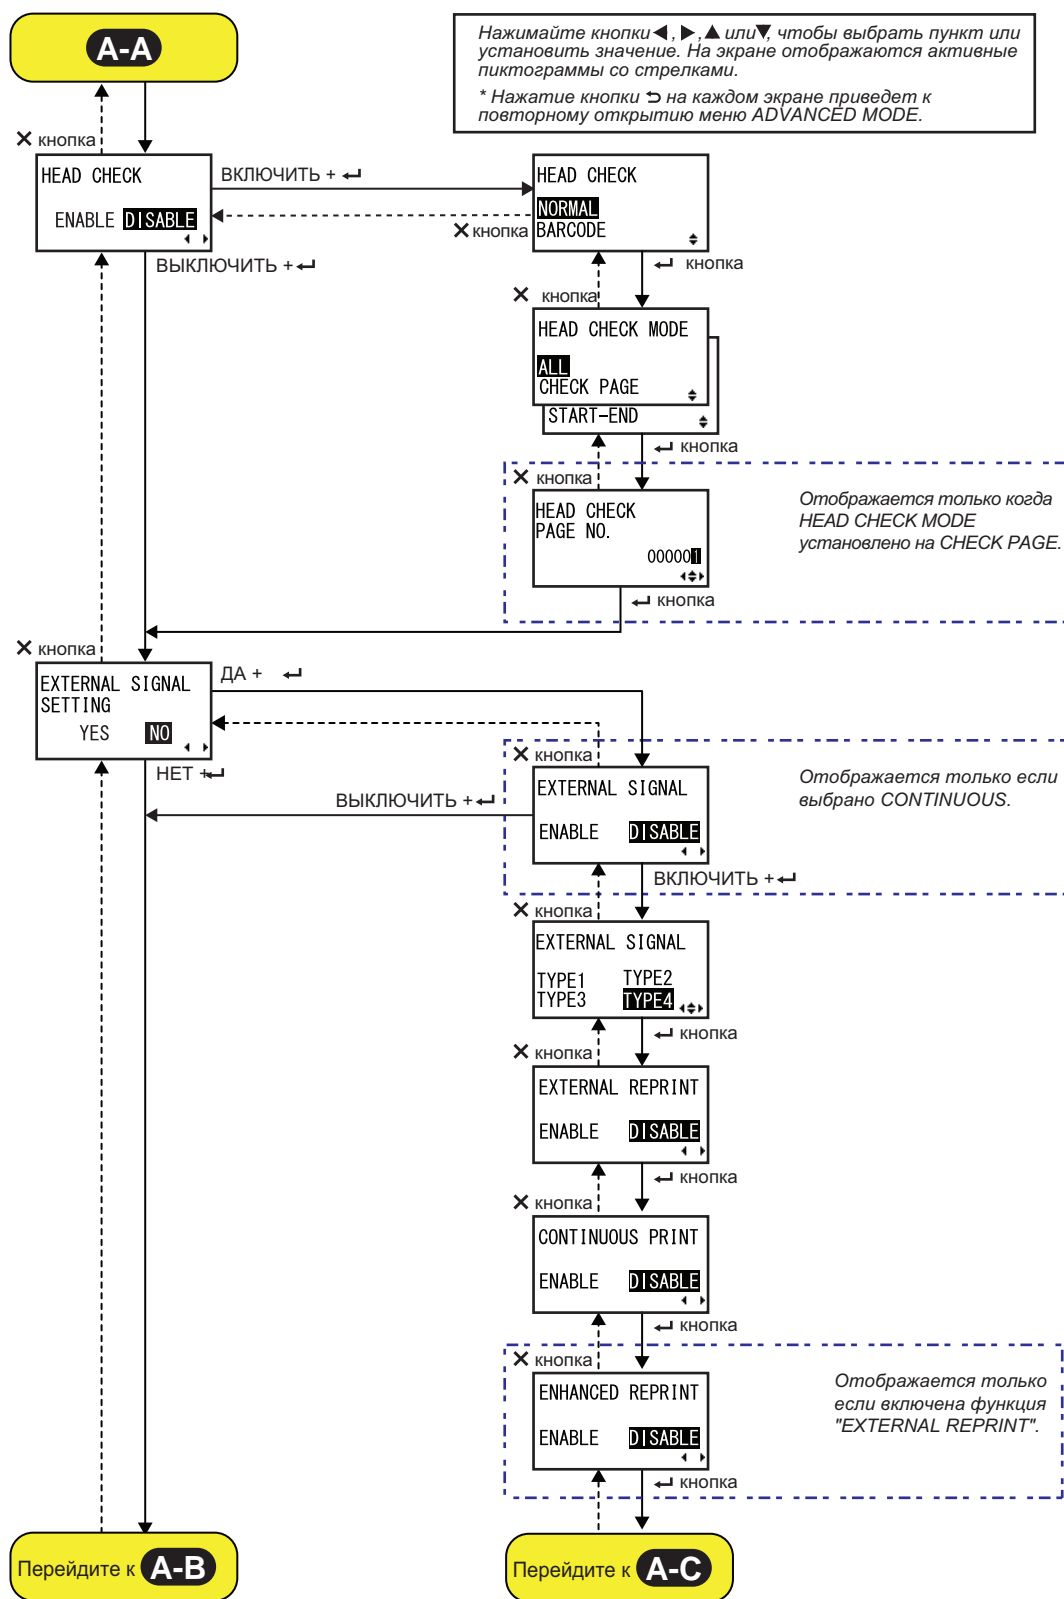 A-A
Нажимайте кнопки ◀, ▶, ▲ или▼, чтобы выбрать пункт или
установить значение. На экране отображаются активные
пиктограммы со стрелками.
* Нажатие кнопки ⮌ на каждом экране приведет к
повторному открытию меню ADVANCED MODE.
✕ кнопка
HEAD CHECK
ENABLE DISABLE
ВКЛЮЧИТЬ + ↵
HEAD CHECK
NORMAL
BARCODE
✕ кнопка
ВЫКЛЮЧИТЬ + ↵
↵ кнопка
✕ кнопка
HEAD CHECK MODE
ALL
CHECK PAGE
START-END
↵ кнопка
✕ кнопка
HEAD CHECK
PAGE NO.
000001
Отображается только когда
HEAD CHECK MODE
установлено на CHECK PAGE.
↵ кнопка
✕ кнопка
EXTERNAL SIGNAL
SETTING
YES NO
ДА + ↵
НЕТ + ↵
✕ кнопка
EXTERNAL SIGNAL
ENABLE DISABLE
Отображается только если
выбрано CONTINUOUS.
ВЫКЛЮЧИТЬ + ↵
ВКЛЮЧИТЬ + ↵
✕ кнопка
EXTERNAL SIGNAL
TYPE1 TYPE2
TYPE3 TYPE4
↵ кнопка
✕ кнопка
EXTERNAL REPRINT
ENABLE DISABLE
↵ кнопка
✕ кнопка
CONTINUOUS PRINT
ENABLE DISABLE
↵ кнопка
✕ кнопка
ENHANCED REPRINT
ENABLE DISABLE
Отображается только
если включена функция
"EXTERNAL REPRINT".
↵ кнопка
Перейдите к A-B
Перейдите к A-C